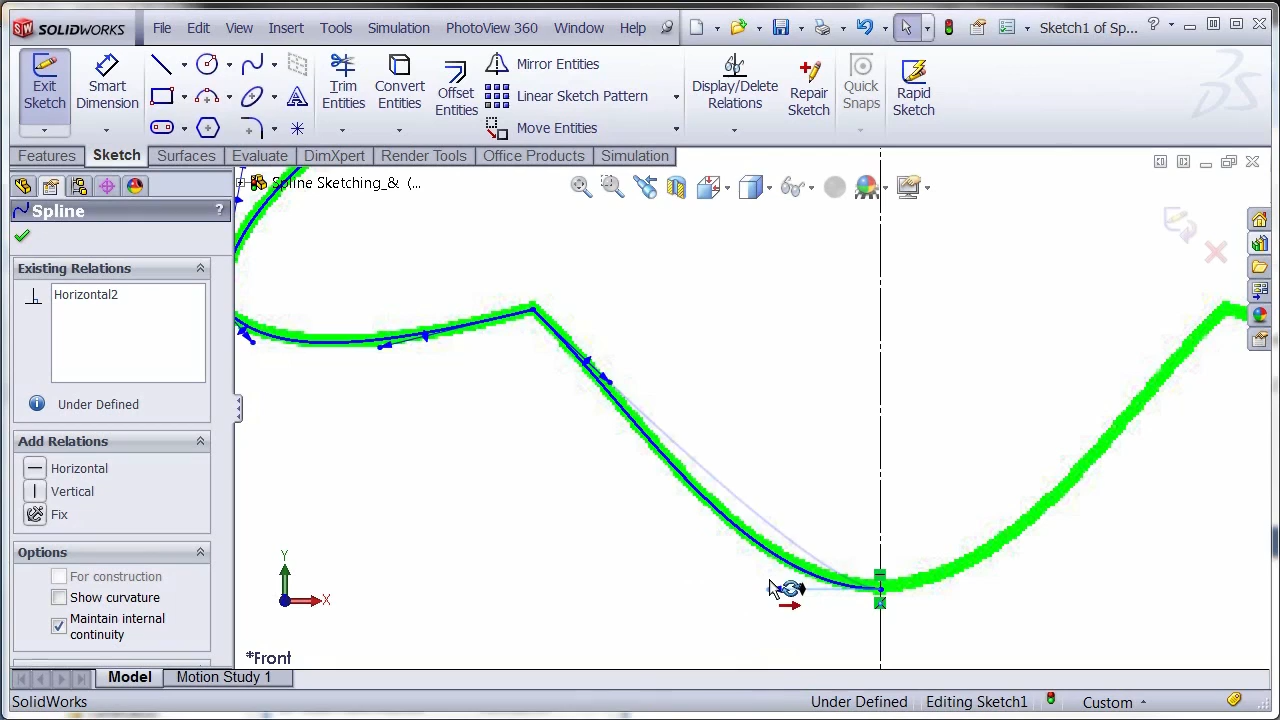 SOLIDWORKS File Edit View Insert Tools Simulation PhotoView 360 Window Help Sketch1 of Sp... ?
Exit Sketch
Smart Dimension
Trim Entities
Convert Entities
Offset Entities
Mirror Entities
Linear Sketch Pattern
Move Entities
Display/Delete Relations
Repair Sketch
Quick Snaps
Rapid Sketch
Features Sketch Surfaces Evaluate DimXpert Render Tools Office Products Simulation
Spline Sketching_& (...
Spline ?
Existing Relations
Horizontal2
Under Defined
Add Relations
Horizontal
Vertical
Fix
Options
For construction
Show curvature
Maintain internal
continuity
Y
X
*Front
Model Motion Study 1
SolidWorks Under Defined Editing Sketch1 Custom